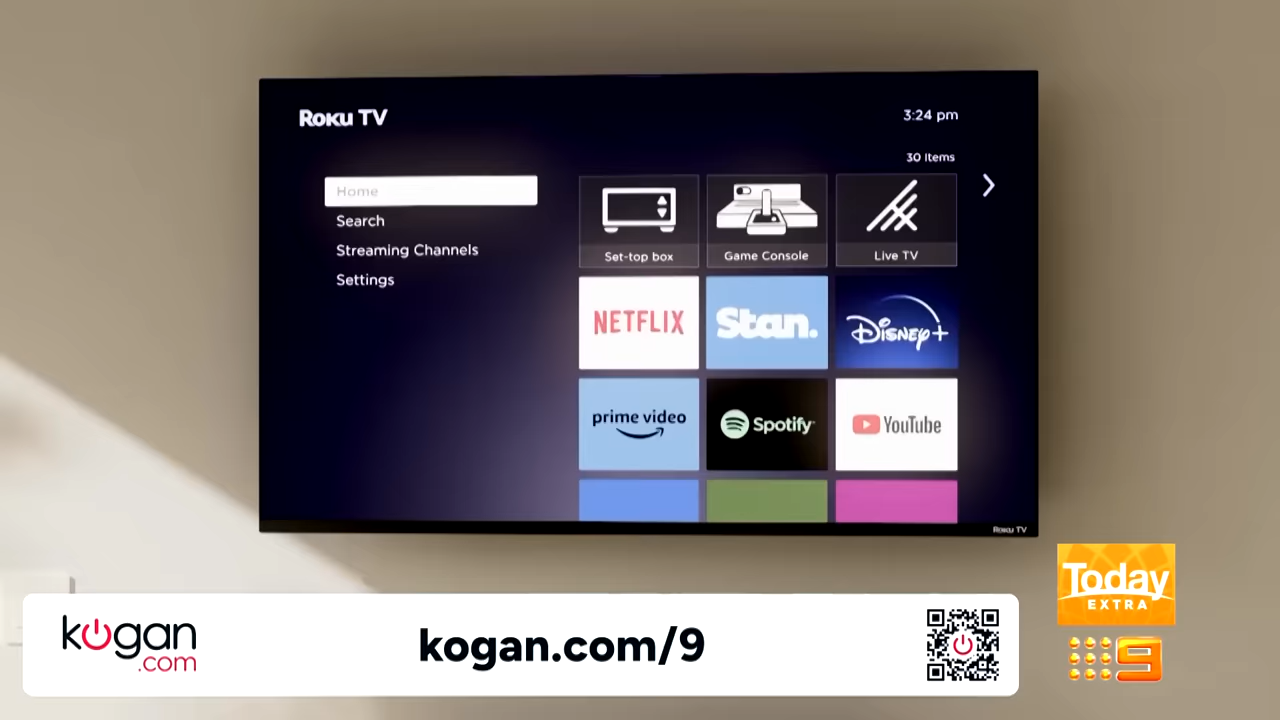 Roku TV
3:24 pm
30 Items
Home
Search
Streaming Channels
Settings
Set-top box
Game Console
Live TV
NETFLIX
Stan.
Disney+
prime video
Spotify
YouTube
Roku TV
kogan
.com
kogan.com/9
Today
EXTRA
9